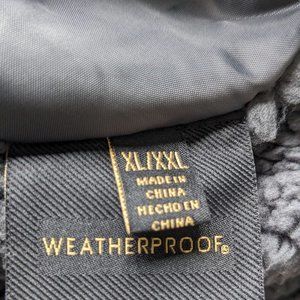 XL/XXL
MADE IN
CHINA
HECHO EN
CHINA
WEATHERPROOF®